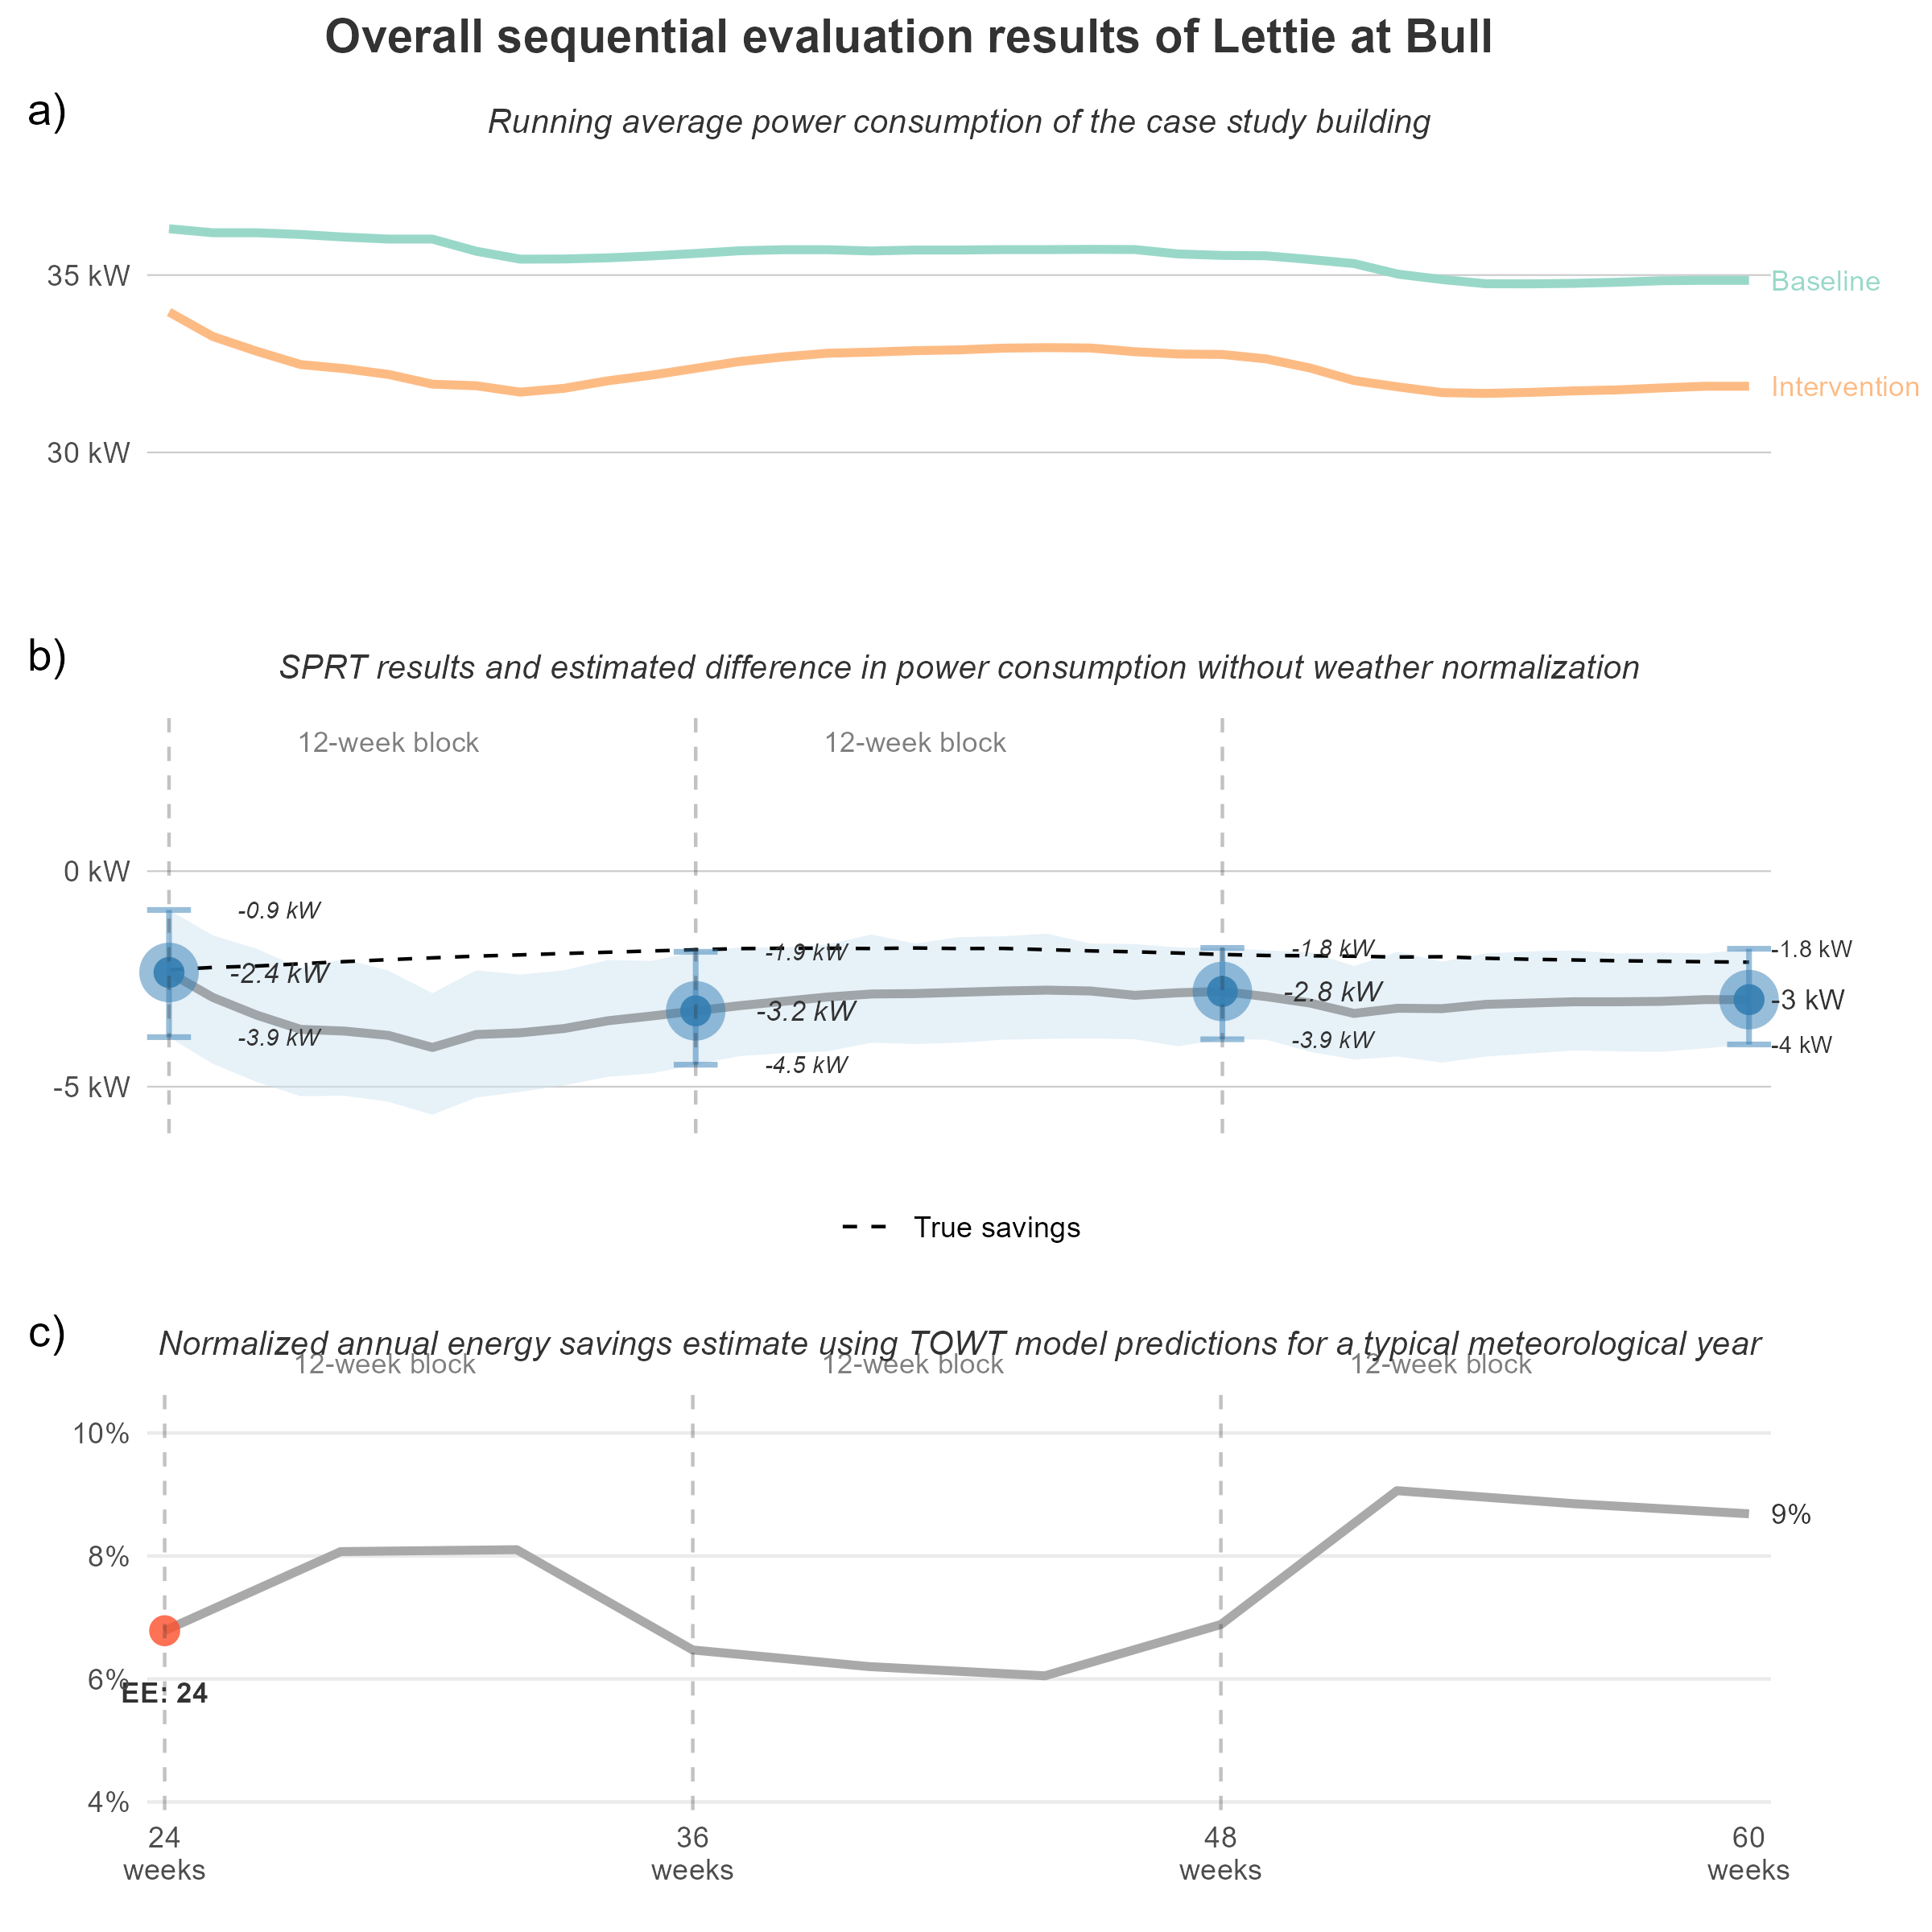 Overall sequential evaluation results of Lettie at Bull
a)
Running average power consumption of the case study building
35 kW
Baseline
Intervention
30 kW
b)
SPRT results and estimated difference in power consumption without weather normalization
12-week block
12-week block
0 kW
-0.9 kW
-1.9 kW
-1.8 kW
-1.8 kW
-2.4 kW
-3.2 kW
-2.8 kW
-3 kW
-3.9 kW
-4.5 kW
-3.9 kW
-4 kW
-5 kW
True savings
c)
Normalized annual energy savings estimate using TOWT model predictions for a typical meteorological year
12-week block
12-week block
12-week block
10%
9%
8%
6%
EE: 24
4%
24
weeks
36
weeks
48
weeks
60
weeks